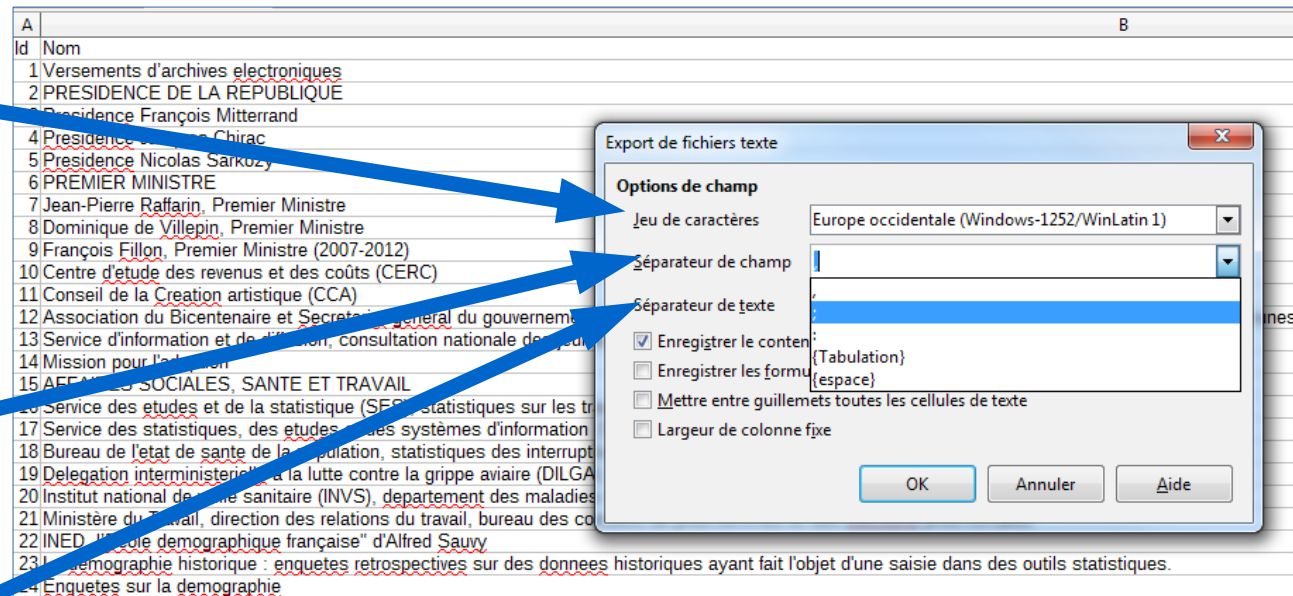 A B
Id Nom
1 Versements d'archives electroniques
2 PRESIDENCE DE LA REPUBLIQUE
Presidence François Mitterrand
4 Presidence Chirac
5 Presidence Nicolas Sarkozy
6 PREMIER MINISTRE
7 Jean-Pierre Raffarin, Premier Ministre
8 Dominique de Villepin, Premier Ministre
9 François Fillon, Premier Ministre (2007-2012)
10 Centre d'etude des revenus et des coûts (CERC)
11 Conseil de la Creation artistique (CCA)
12 Association du Bicentenaire et general du gouverneme
13 Service d'information et de consultation nationale
14 Mission pour
15 SOCIALES, SANTE ET TRAVAIL
16 Service des etudes et de la statistique statistiques sur les tr
17 Service des statistiques, des etudes des systèmes d'information
18 Bureau de l'etat de sante de la statistiques des interrupt
19 Delegation la lutte contre la grippe aviaire (DILGA
20 Institut national de sanitaire (INVS), departement des maladies
21 Ministère du direction des relations du travail, bureau des co
22 INED, demographique française" d'Alfred Sauvy
23 demographie historique : enquetes retrospectives sur des donnees historiques ayant fait l'objet d'une saisie dans des outils statistiques.
24 Enquetes sur la demographie
Export de fichiers texte
Options de champ
Jeu de caractères Europe occidentale (Windows-1252/WinLatin 1)
Séparateur de champ
,
;
:
{Tabulation}
{espace}
Séparateur de texte
Enregistrer le conten
Enregistrer les formu
Mettre entre guillemets toutes les cellules de texte
Largeur de colonne fixe
OK Annuler Aide